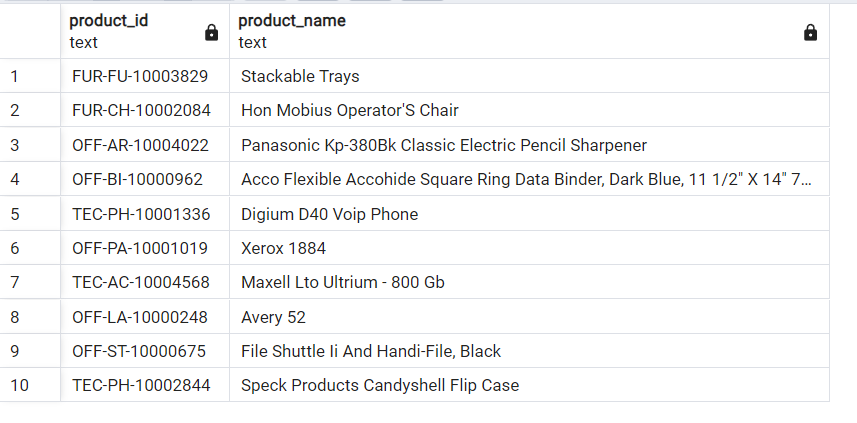 product_id product_name
text text
1 FUR-FU-10003829 Stackable Trays
2 FUR-CH-10002084 Hon Mobius Operator'S Chair
3 OFF-AR-10004022 Panasonic Kp-380Bk Classic Electric Pencil Sharpener
4 OFF-BI-10000962 Acco Flexible Accohide Square Ring Data Binder, Dark Blue, 11 1/2" X 14" 7...
5 TEC-PH-10001336 Digium D40 Voip Phone
6 OFF-PA-10001019 Xerox 1884
7 TEC-AC-10004568 Maxell Lto Ultrium - 800 Gb
8 OFF-LA-10000248 Avery 52
9 OFF-ST-10000675 File Shuttle Ii And Handi-File, Black
10 TEC-PH-10002844 Speck Products Candyshell Flip Case